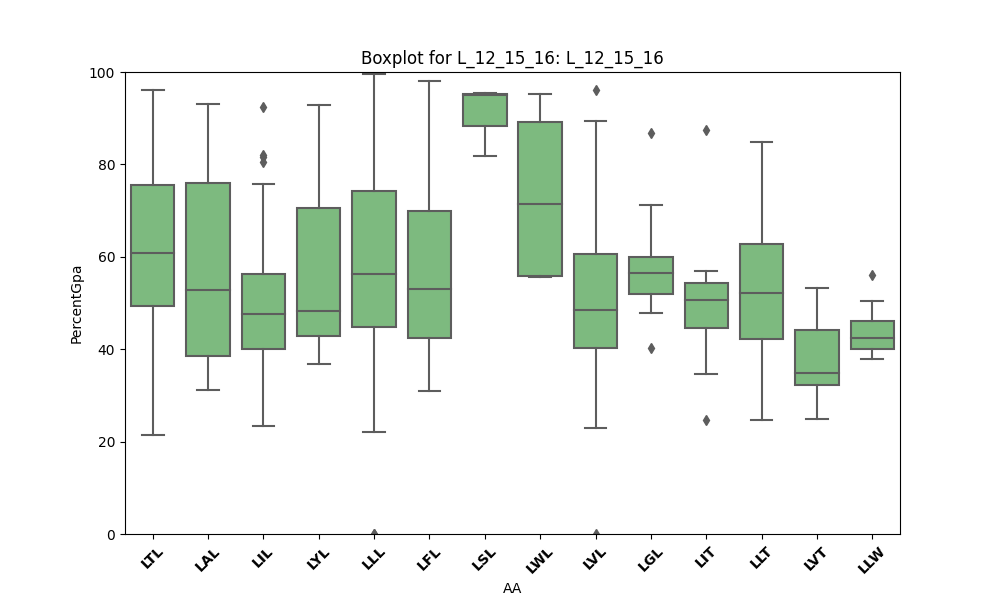 Boxplot for L_12_15_16: L_12_15_16
100
80
60
40
20
0
PercentGpa
LTL LAL LIL LYL LLL LFL LSL LWL LVL LGL LIT LLT LVT LLW
AA